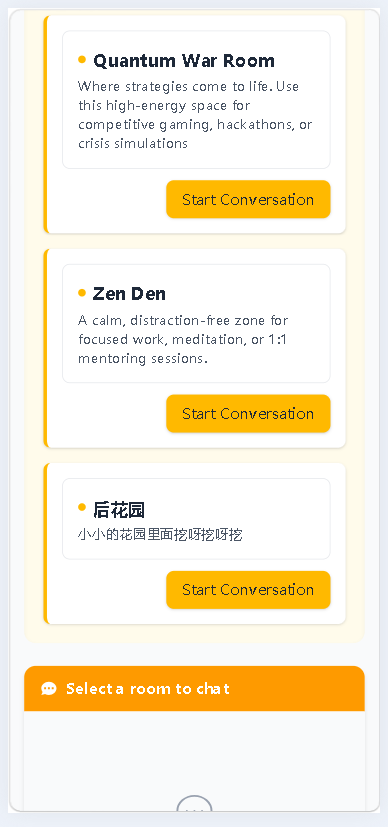 Quantum War Room
Where strategies come to life. Use
this high-energy space for
competitive gaming, hackathons, or
crisis simulations
Start Conversation
Zen Den
A calm, distraction-free zone for
focused work, meditation, or 1:1
mentoring sessions.
Start Conversation
后花园
小小的花园里面挖呀挖呀挖
Start Conversation
Select a room to chat